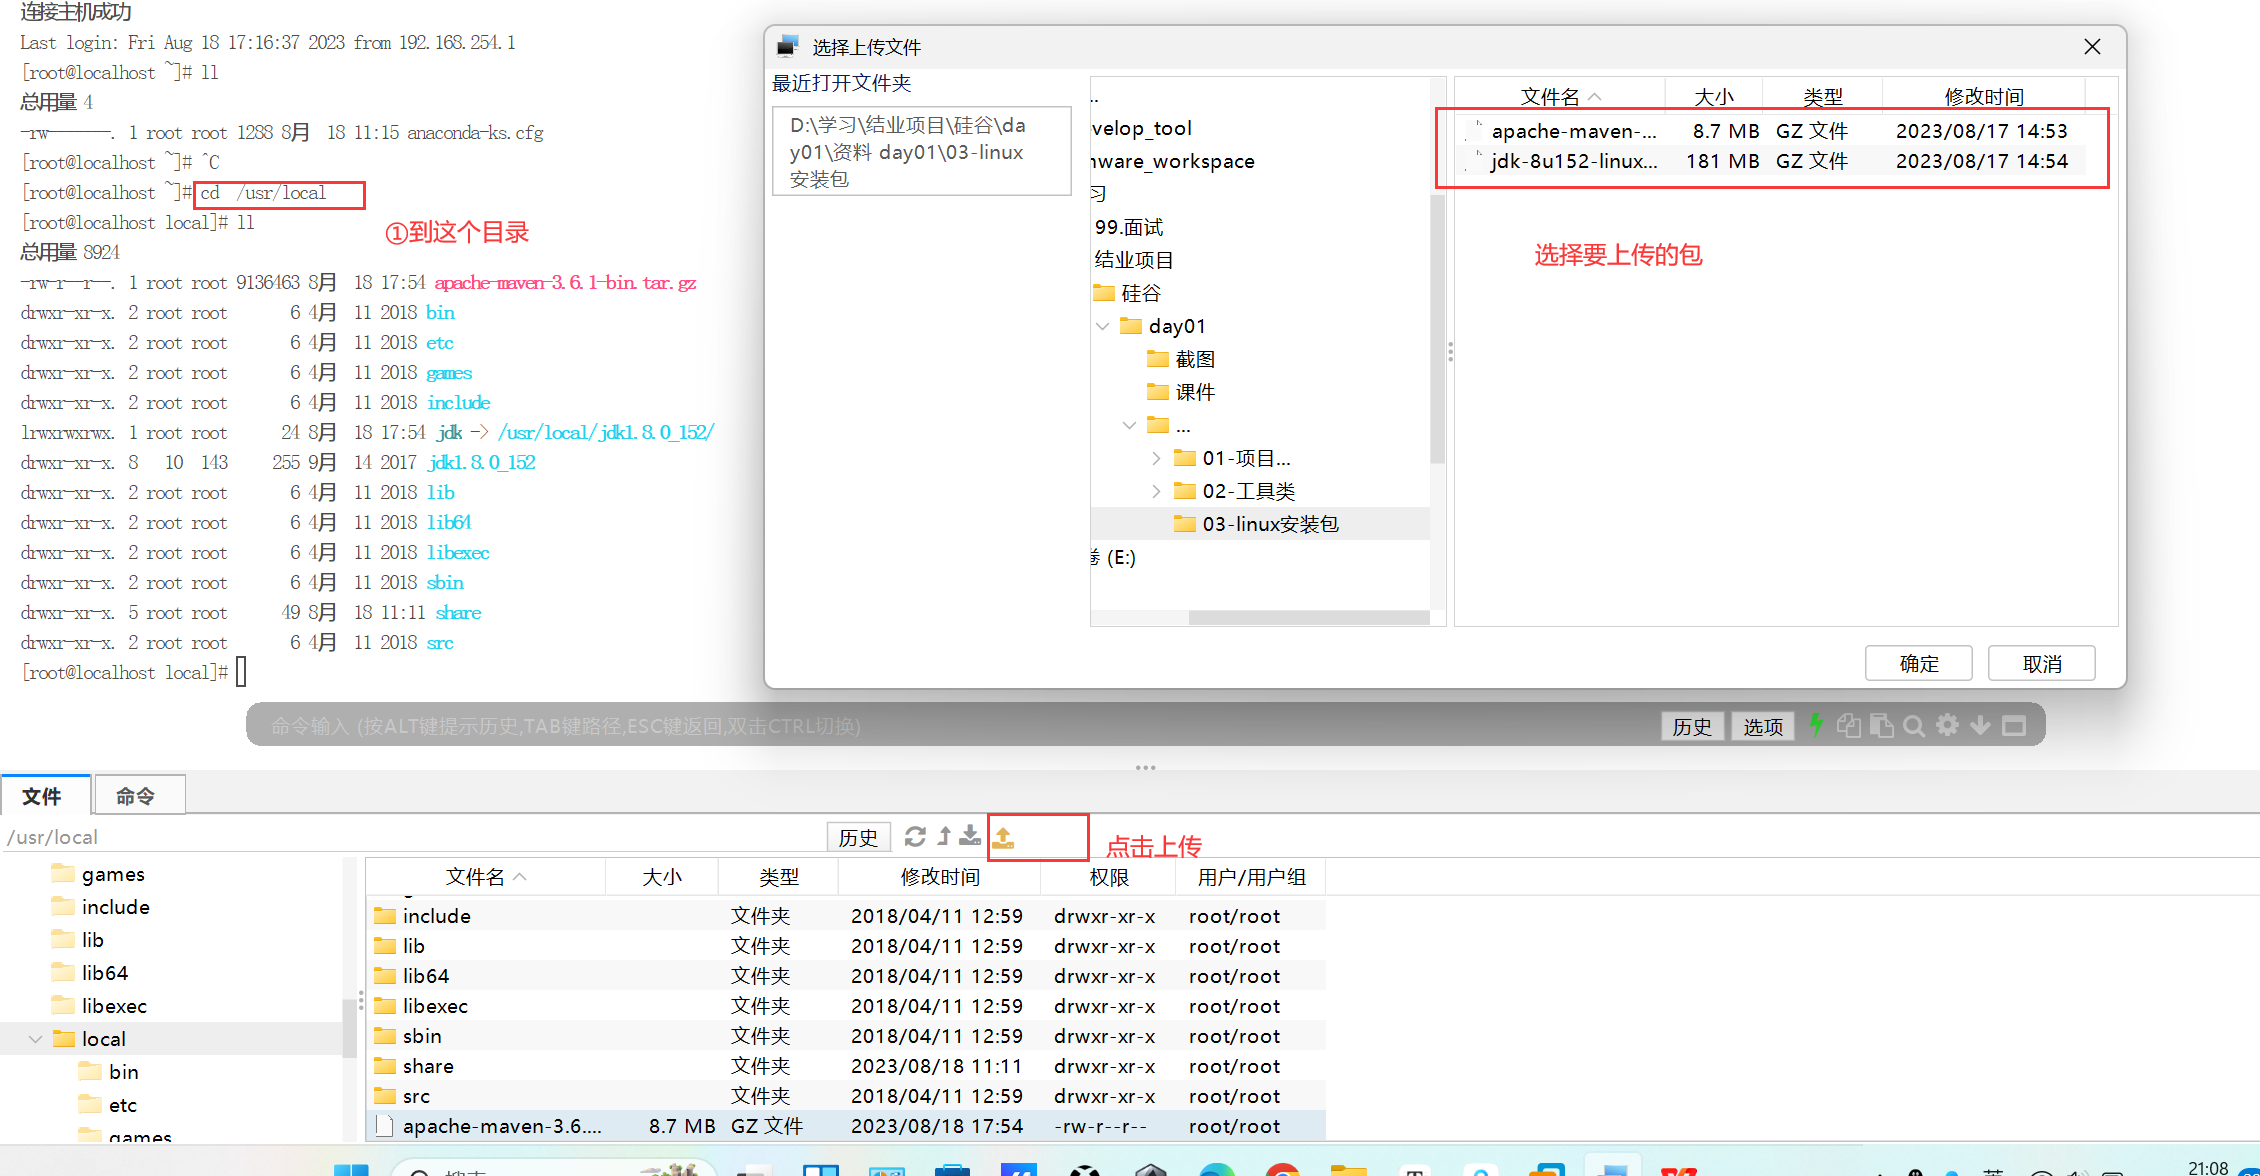 连接主机成功
Last login: Fri Aug 18 17:16:37 2023 from 192.168.254.1
[root@localhost ~]# ll
总用量 4
-rw-------. 1 root root 1288 8月  18 11:15 anaconda-ks.cfg
[root@localhost ~]# ^C
[root@localhost ~]# cd  /usr/local
[root@localhost local]# ll
①到这个目录
总用量 8924
-rw-r--r--. 1 root root 9136463 8月  18 17:54 apache-maven-3.6.1-bin.tar.gz
drwxr-xr-x. 2 root root       6 4月  11 2018 bin
drwxr-xr-x. 2 root root       6 4月  11 2018 etc
drwxr-xr-x. 2 root root       6 4月  11 2018 games
drwxr-xr-x. 2 root root       6 4月  11 2018 include
lrwxrwxrwx. 1 root root      24 8月  18 17:54 jdk -> /usr/local/jdk1.8.0_152/
drwxr-xr-x. 8   10  143     255 9月  14 2017 jdk1.8.0_152
drwxr-xr-x. 2 root root       6 4月  11 2018 lib
drwxr-xr-x. 2 root root       6 4月  11 2018 lib64
drwxr-xr-x. 2 root root       6 4月  11 2018 libexec
drwxr-xr-x. 2 root root       6 4月  11 2018 sbin
drwxr-xr-x. 5 root root      49 8月  18 11:11 share
drwxr-xr-x. 2 root root       6 4月  11 2018 src
[root@localhost local]#
选择上传文件
最近打开文件夹
D:\学习\结业项目\硅谷\da
y01\资料 day01\03-linux
安装包
..
velop_tool
ware_workspace
习
99.面试
结业项目
硅谷
day01
截图
课件
...
01-项目...
02-工具类
03-linux安装包
卷 (E:)
文件名 大小 类型 修改时间
apache-maven-... 8.7 MB GZ 文件 2023/08/17 14:53
jdk-8u152-linux... 181 MB GZ 文件 2023/08/17 14:54
选择要上传的包
确定 取消
命令输入 (按ALT键提示历史,TAB键路径,ESC键返回,双击CTRL切换)
历史 选项
文件 命令
/usr/local
历史
点击上传
games
include
lib
lib64
libexec
local
bin
etc
games
文件名 大小 类型 修改时间 权限 用户/用户组
include 文件夹 2018/04/11 12:59 drwxr-xr-x root/root
lib 文件夹 2018/04/11 12:59 drwxr-xr-x root/root
lib64 文件夹 2018/04/11 12:59 drwxr-xr-x root/root
libexec 文件夹 2018/04/11 12:59 drwxr-xr-x root/root
sbin 文件夹 2018/04/11 12:59 drwxr-xr-x root/root
share 文件夹 2023/08/18 11:11 drwxr-xr-x root/root
src 文件夹 2018/04/11 12:59 drwxr-xr-x root/root
apache-maven-3.6.... 8.7 MB GZ 文件 2023/08/18 17:54 -rw-r--r-- root/root
搜索
英
21:08